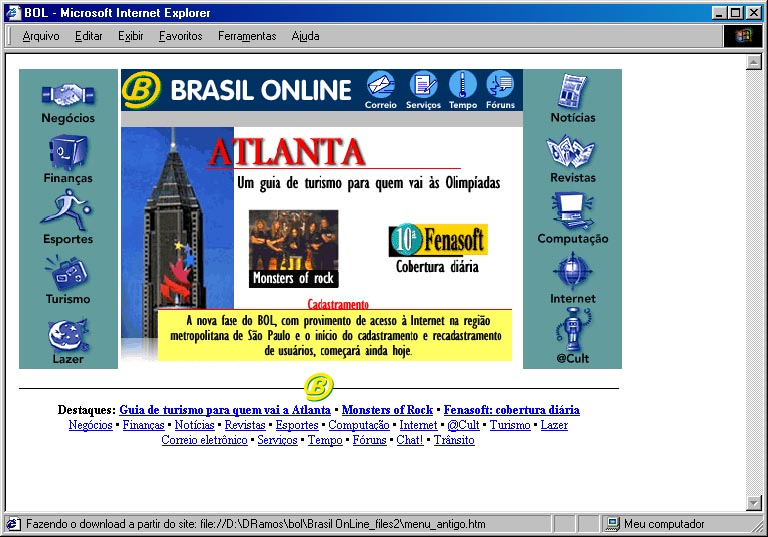 BOL - Microsoft Internet Explorer
Arquivo Editar Exibir Favoritos Ferramentas Ajuda
B BRASIL ONLINE
Correio Serviços Tempo Fóruns
Negócios
Finanças
Esportes
Turismo
Lazer
ATLANTA
Um guia de turismo para quem vai às Olimpíadas
Monsters of rock
10ª Fenasoft
Cobertura diária
Cadastramento
A nova fase do BOL, com provimento de acesso à Internet na região
metropolitana de São Paulo e o início do cadastramento e recadastramento
de usuários, começará ainda hoje.
Notícias
Revistas
Computação
Internet
@Cult
B
Destaques: Guia de turismo para quem vai a Atlanta • Monsters of Rock • Fenasoft: cobertura diária
Negócios • Finanças • Notícias • Revistas • Esportes • Computação • Internet • @Cult • Turismo • Lazer
Correio eletrônico • Serviços • Tempo • Fóruns • Chat! • Trânsito
Fazendo o download a partir do site: file://D:\DRamos\bol\Brasil OnLine_files2\menu_antigo.htm
Meu computador